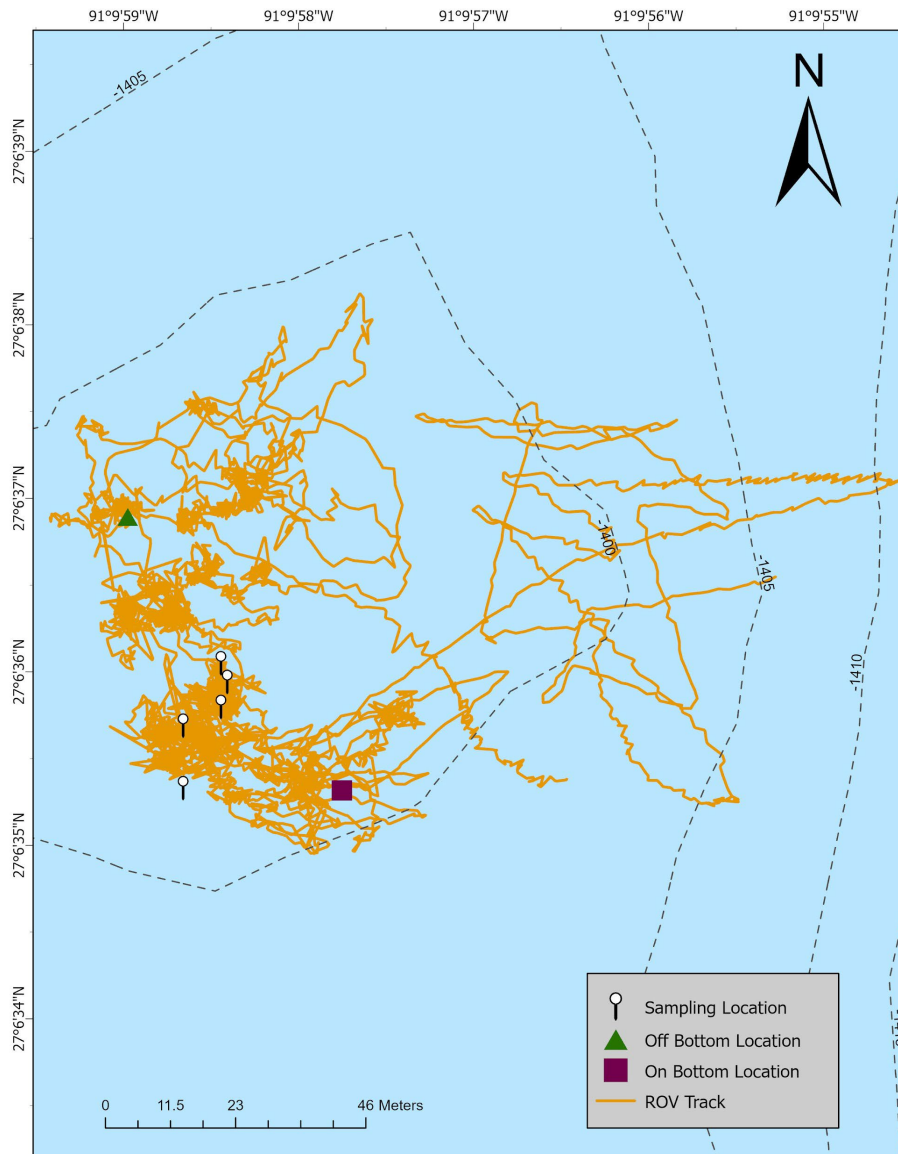 91°9'59"W 91°9'58"W 91°9'57"W 91°9'56"W 91°9'55"W
N
-1405
27°6'39"N
27°6'38"N
27°6'37"N
-1400
-1405
27°6'36"N
-1410
27°6'35"N
27°6'34"N
Sampling Location
Off Bottom Location
On Bottom Location
ROV Track
0 11.5 23 46 Meters